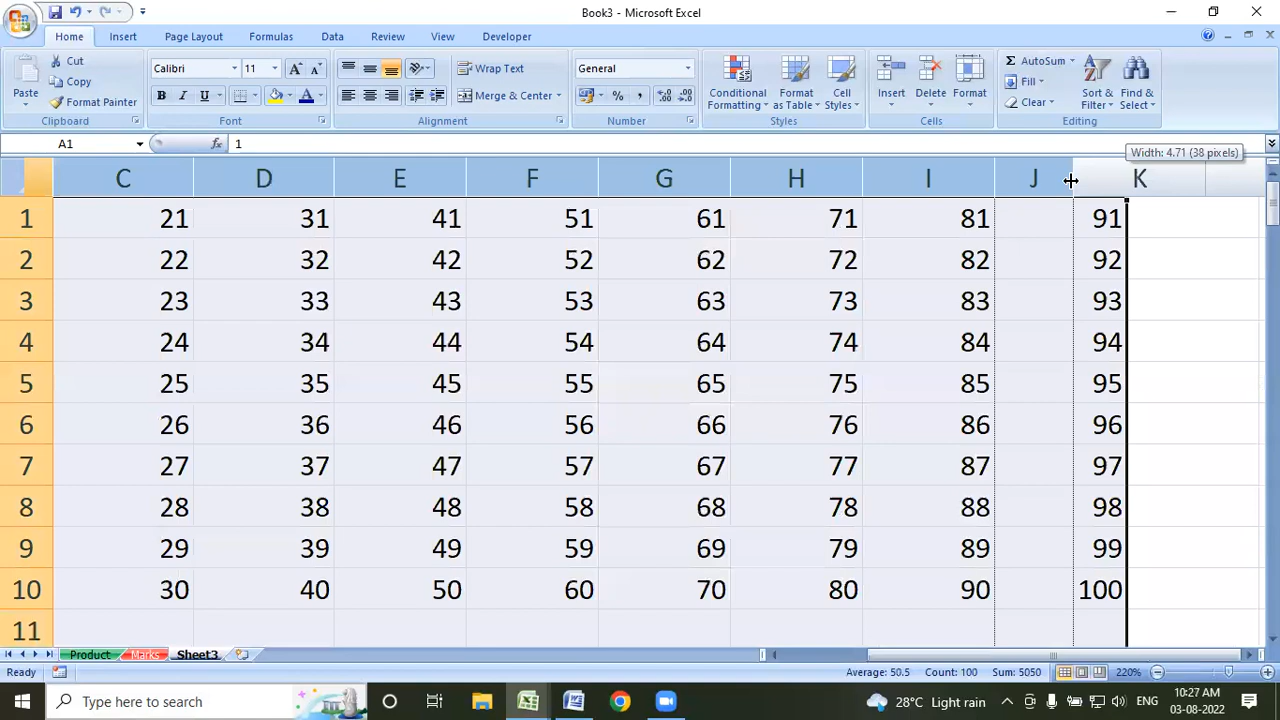 Book3 - Microsoft Excel
Home Insert Page Layout Formulas Data Review View Developer
Paste
Cut
Copy
Format Painter
Clipboard
Calibri 11
B I U
Font
Wrap Text
Merge & Center
Alignment
General
% ,
Number
Conditional Formatting
Format as Table
Cell Styles
Styles
Insert Delete Format
Cells
Σ AutoSum
Fill
Clear
Sort & Filter
Find & Select
Editing
A1 fx 1
Width: 4.71 (38 pixels)
C D E F G H I J K
1 21 31 41 51 61 71 81 91
2 22 32 42 52 62 72 82 92
3 23 33 43 53 63 73 83 93
4 24 34 44 54 64 74 84 94
5 25 35 45 55 65 75 85 95
6 26 36 46 56 66 76 86 96
7 27 37 47 57 67 77 87 97
8 28 38 48 58 68 78 88 98
9 29 39 49 59 69 79 89 99
10 30 40 50 60 70 80 90 100
11
Product Marks Sheet3
Ready Average: 50.5 Count: 100 Sum: 5050 220%
Type here to search
28°C Light rain
ENG
10:27 AM
03-08-2022